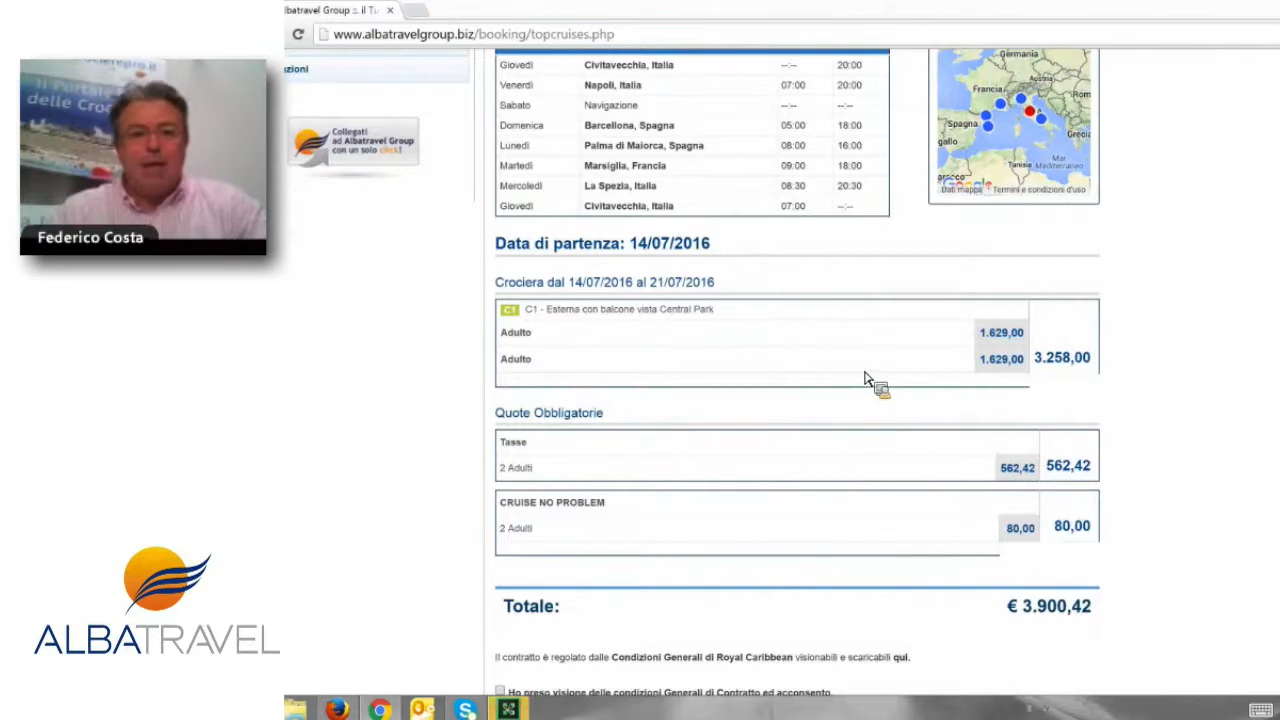 lbatravel Group :. il Tu
www.albatravelgroup.biz/booking/topcruises.php
Il Portale
delle Croc
Federico Costa
ALBATRAVEL
zioni
Collegati
ad Albatravel Group
con un solo click!
Giovedì Civitavecchia, Italia --:-- 20:00
Venerdì Napoli, Italia 07:00 20:00
Sabato Navigazione --:-- --:--
Domenica Barcellona, Spagna 05:00 18:00
Lunedì Palma di Maiorca, Spagna 08:00 16:00
Martedì Marsiglia, Francia 09:00 18:00
Mercoledì La Spezia, Italia 08:30 20:30
Giovedì Civitavecchia, Italia 07:00 --:--
Germania
Austria
Francia
Rom
Spagna
Grecia
gallo
Tunisia
Mar
Mediterraneo
arocco
Google
Dati mappa Termini e condizioni d'uso
Data di partenza: 14/07/2016
Crociera dal 14/07/2016 al 21/07/2016
C1 C1 - Esterna con balcone vista Central Park
Adulto 1.629,00
Adulto 1.629,00 3.258,00
Quote Obbligatorie
Tasse
2 Adulti 562,42 562,42
CRUISE NO PROBLEM
2 Adulti 80,00 80,00
Totale: € 3.900,42
Il contratto è regolato dalle Condizioni Generali di Royal Caribbean visionabili e scaricabili qui.
Ho preso visione delle condizioni Generali di Contratto ed acconsento.